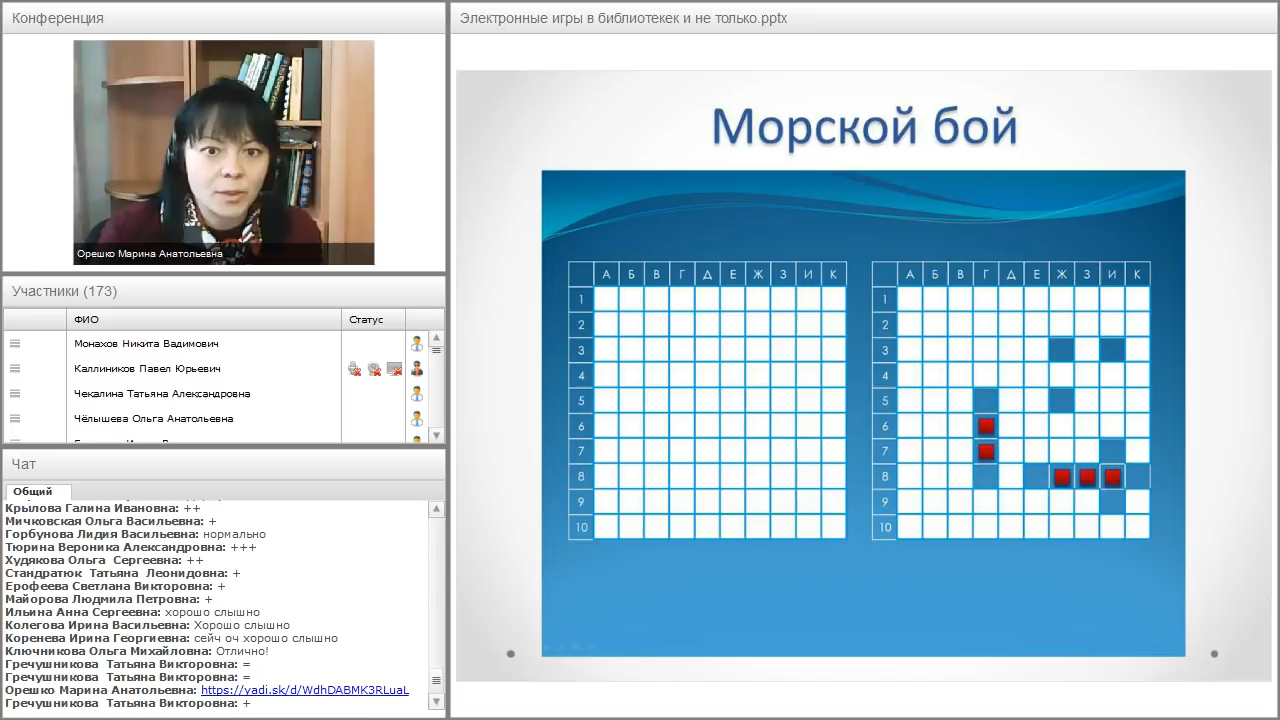 Конференция
Орешко Марина Анатольевна
Участники (173)
ФИО Статус
Монахов Никита Вадимович
Каллиников Павел Юрьевич
Чекалина Татьяна Александровна
Чёлышева Ольга Анатольевна
Чат
Общий
Крылова Галина Ивановна: ++
Мичковская Ольга Васильевна: +
Горбунова Лидия Васильевна: нормально
Тюрина Вероника Александровна: +++
Худякова Ольга Сергеевна: ++
Стандратюк Татьяна Леонидовна: +
Ерофеева Светлана Викторовна: +
Майорова Людмила Петровна: +
Ильина Анна Сергеевна: хорошо слышно
Колегова Ирина Васильевна: Хорошо слышно
Коренева Ирина Георгиевна: сейч оч хорошо слышно
Ключникова Ольга Михайловна: Отлично!
Гречушникова Татьяна Викторовна: =
Гречушникова Татьяна Викторовна: =
Орешко Марина Анатольевна: https://yadi.sk/d/WdhDABMK3RLuaL
Гречушникова Татьяна Викторовна: +
Электронные игры в библиотекек и не только.pptx
Морской бой
А Б В Г Д Е Ж З И К
1
2
3
4
5
6
7
8
9
10
А Б В Г Д Е Ж З И К
1
2
3
4
5
6
7
8
9
10